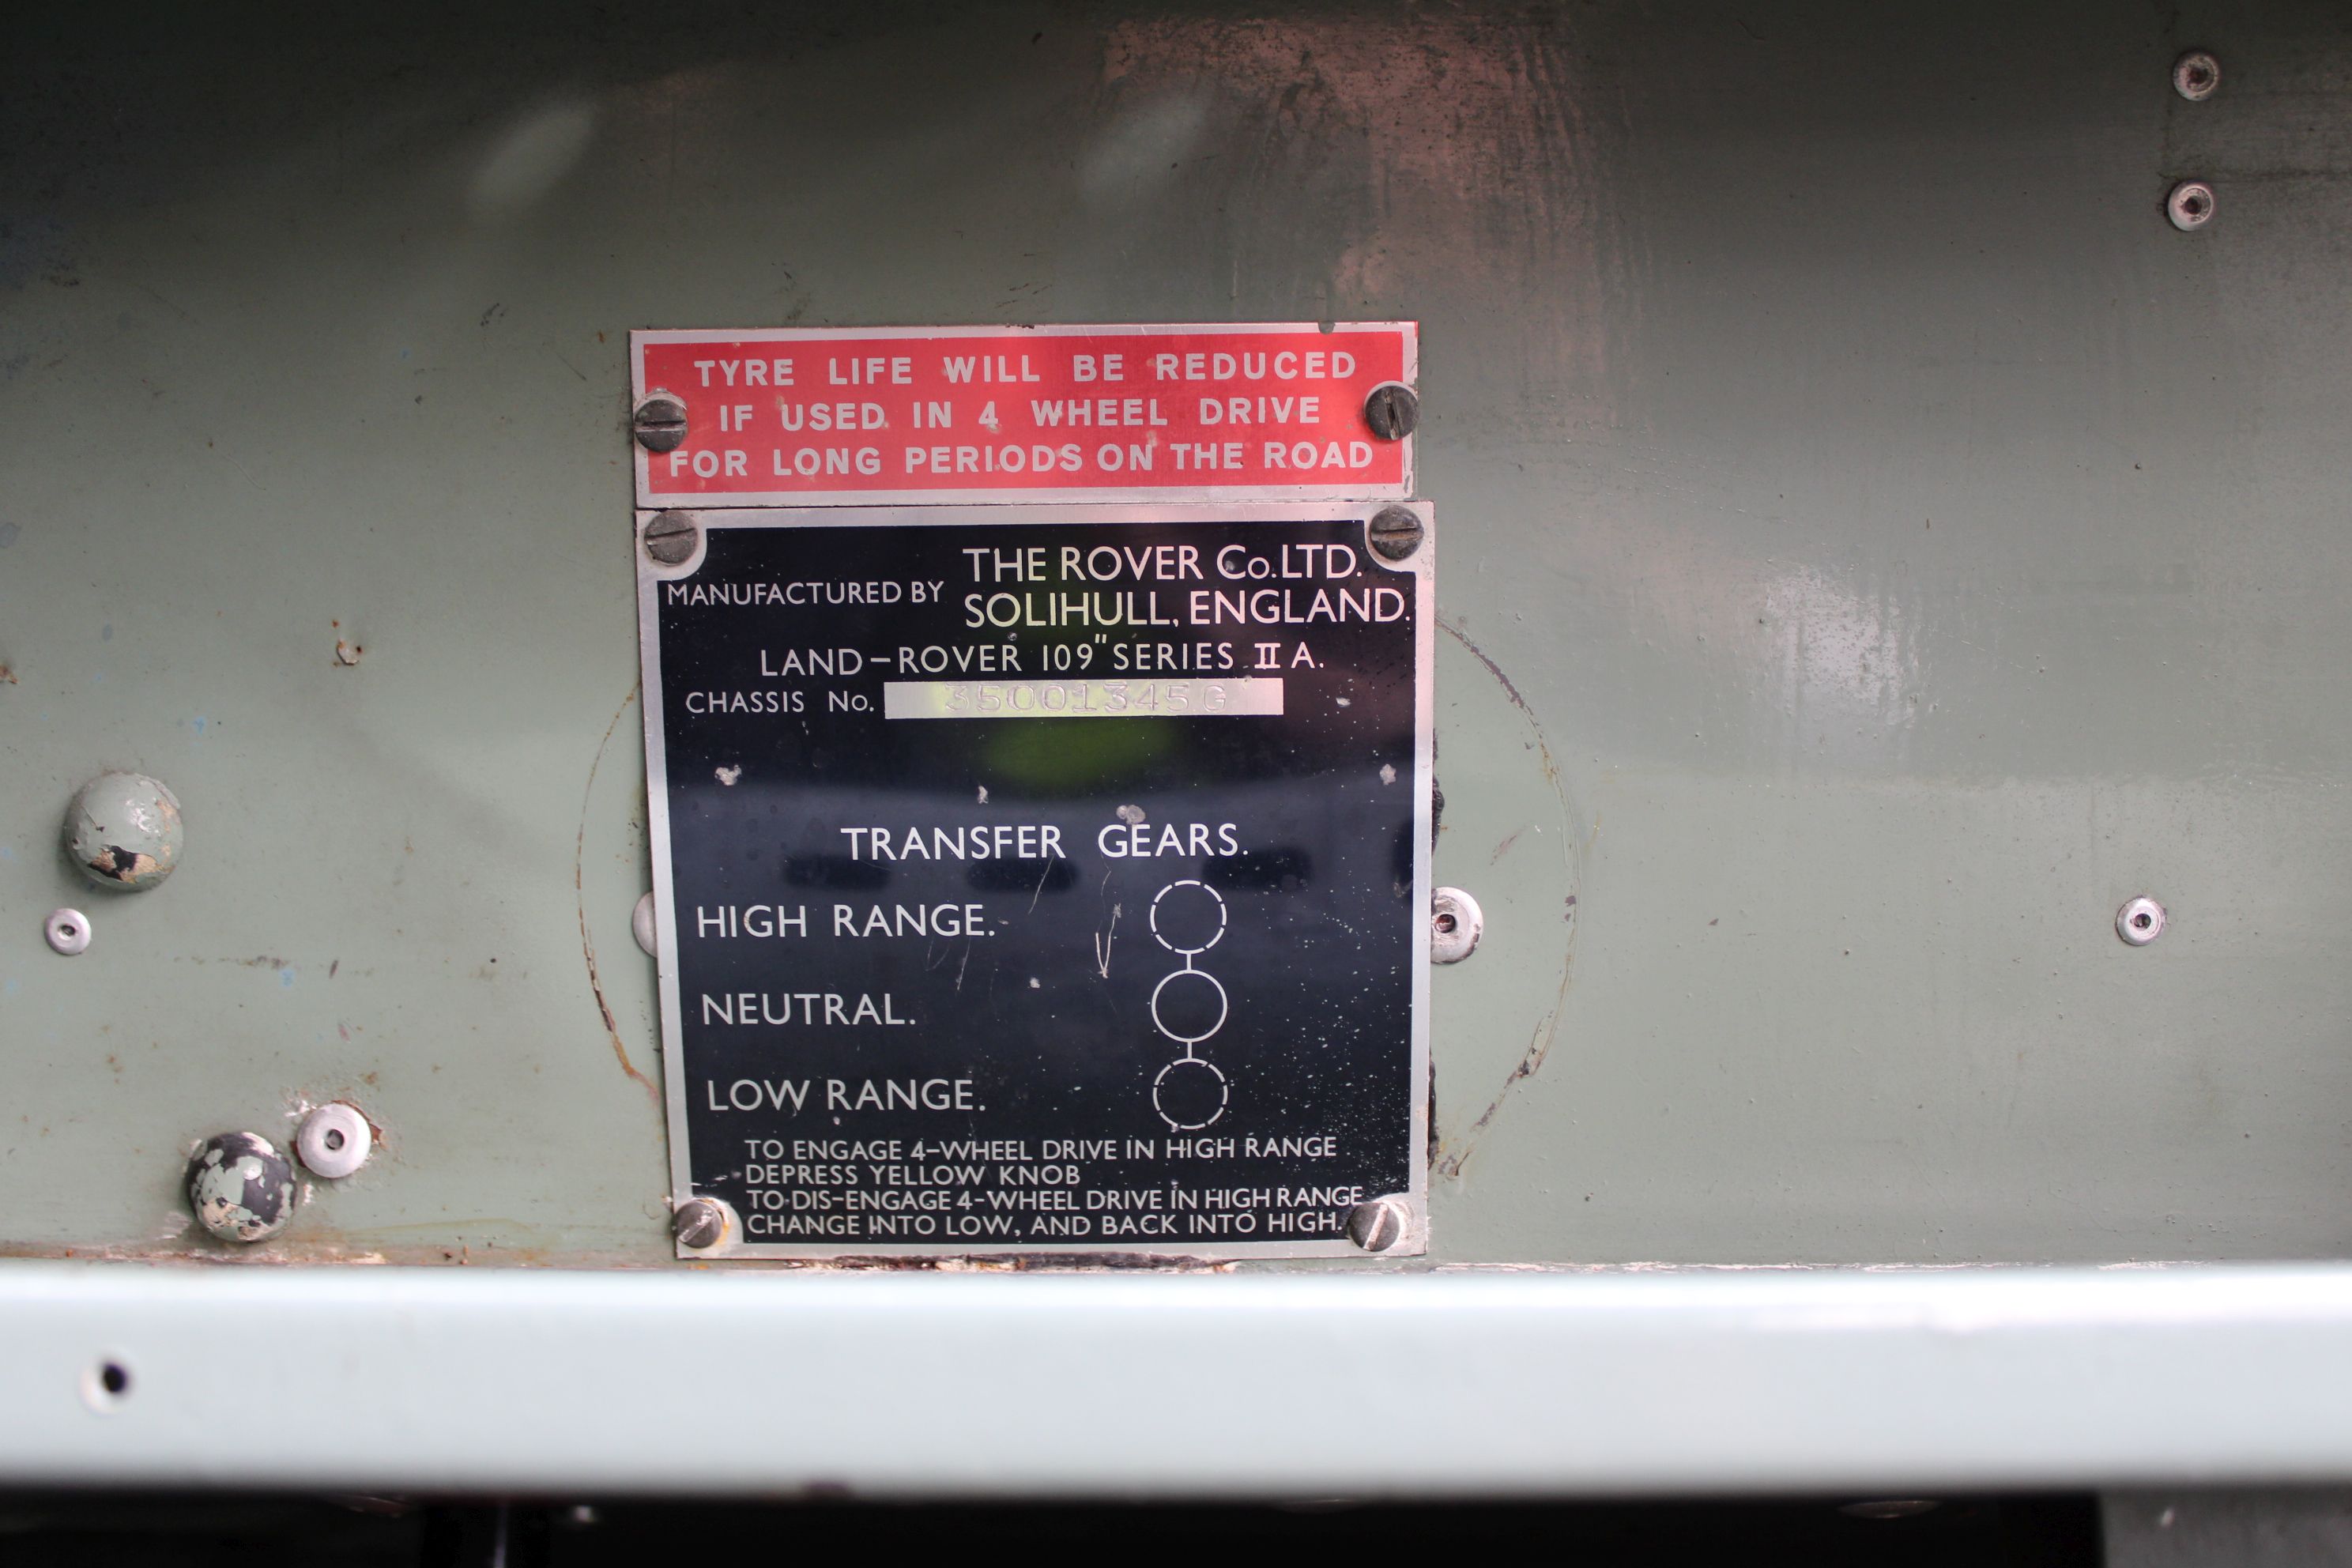 TYRE LIFE WILL BE REDUCED
IF USED IN 4 WHEEL DRIVE
FOR LONG PERIODS ON THE ROAD
MANUFACTURED BY THE ROVER Co. LTD.
SOLIHULL, ENGLAND.
LAND-ROVER 109" SERIES II A.
CHASSIS No. 35001345G
TRANSFER GEARS.
HIGH RANGE.
NEUTRAL.
LOW RANGE.
TO ENGAGE 4-WHEEL DRIVE IN HIGH RANGE
DEPRESS YELLOW KNOB
TO DIS-ENGAGE 4-WHEEL DRIVE IN HIGH RANGE
CHANGE INTO LOW, AND BACK INTO HIGH.